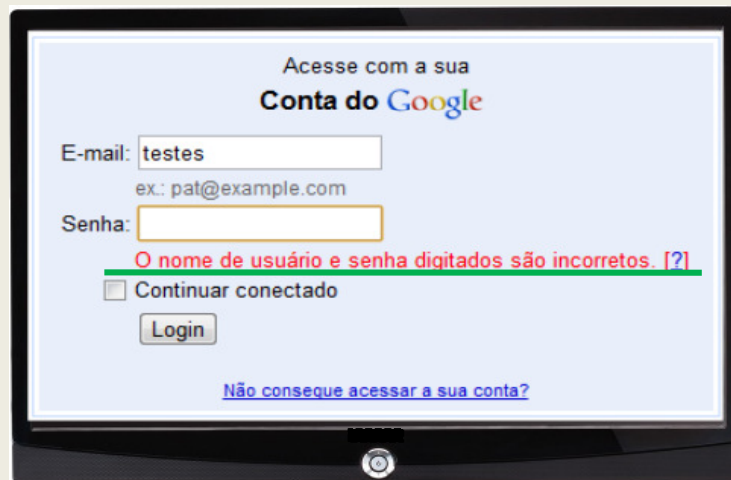 Acesse com a sua
Conta do Google
E-mail: testes
ex.: pat@example.com
Senha:
O nome de usuário e senha digitados são incorretos. [?]
Continuar conectado
Login
Não consegue acessar a sua conta?